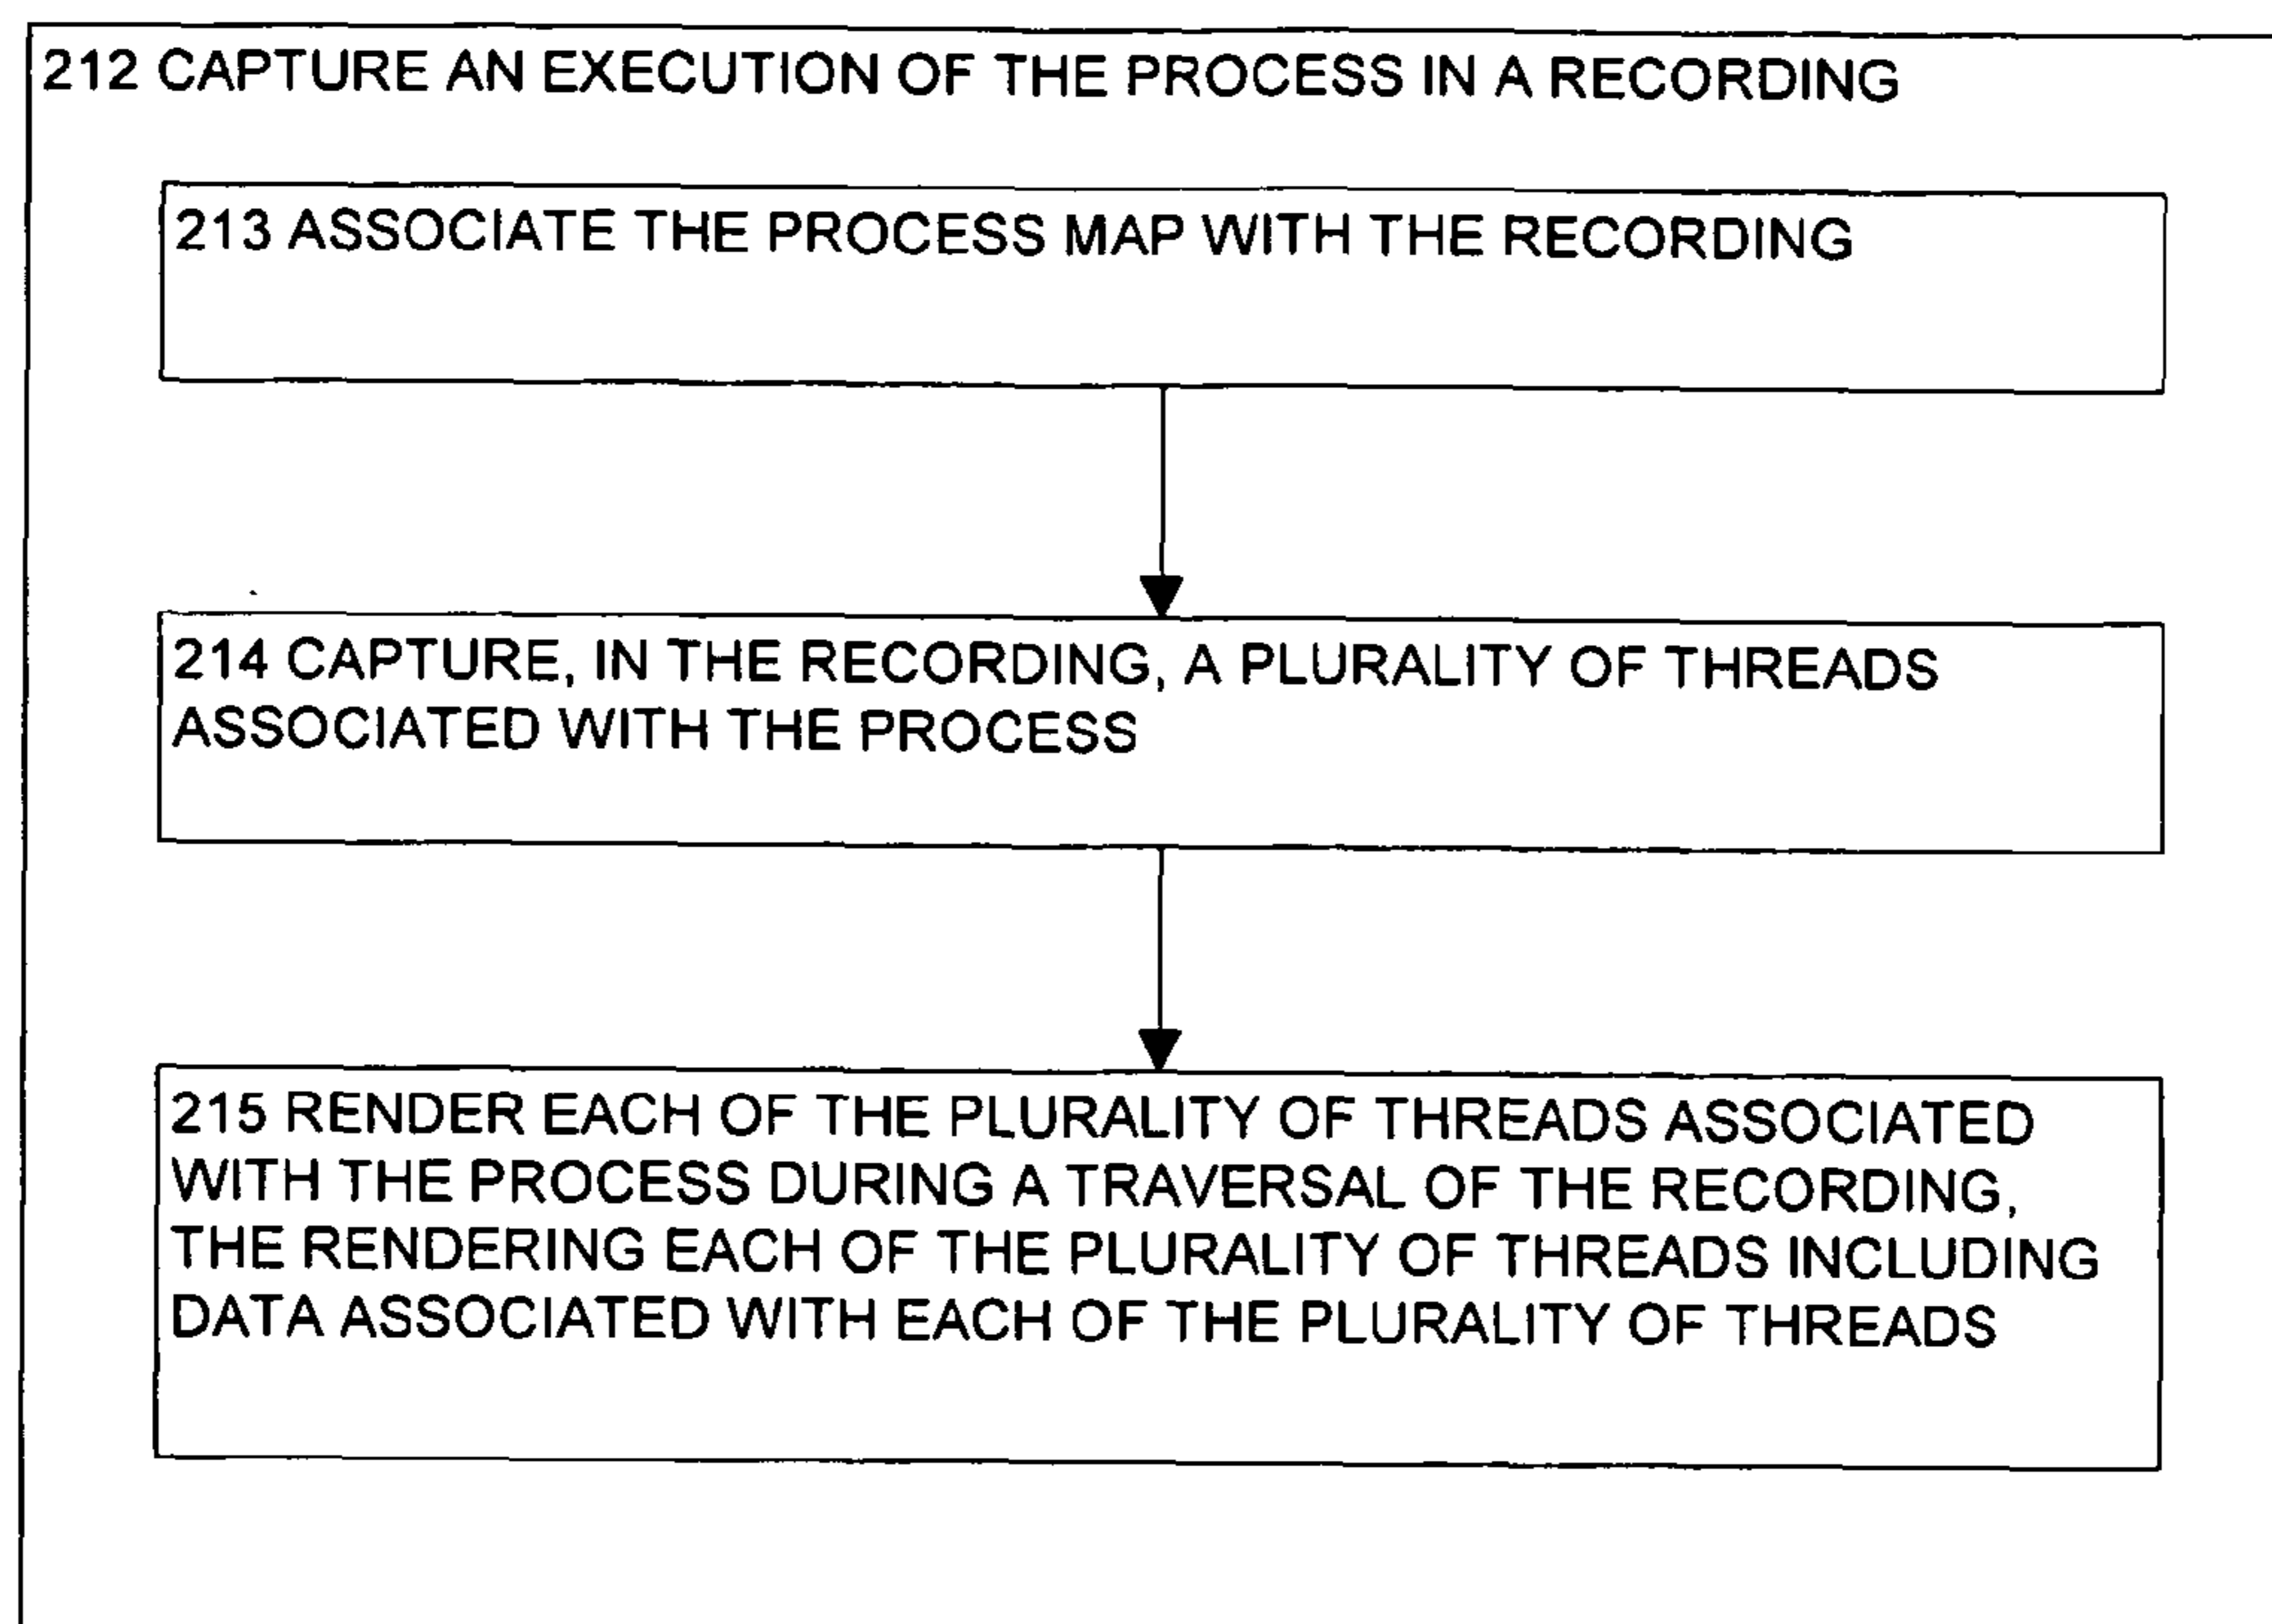 212 CAPTURE AN EXECUTION OF THE PROCESS IN A RECORDING
213 ASSOCIATE THE PROCESS MAP WITH THE RECORDING
214 CAPTURE, IN THE RECORDING, A PLURALITY OF THREADS
ASSOCIATED WITH THE PROCESS
215 RENDER EACH OF THE PLURALITY OF THREADS ASSOCIATED
WITH THE PROCESS DURING A TRAVERSAL OF THE RECORDING,
THE RENDERING EACH OF THE PLURALITY OF THREADS INCLUDING
DATA ASSOCIATED WITH EACH OF THE PLURALITY OF THREADS